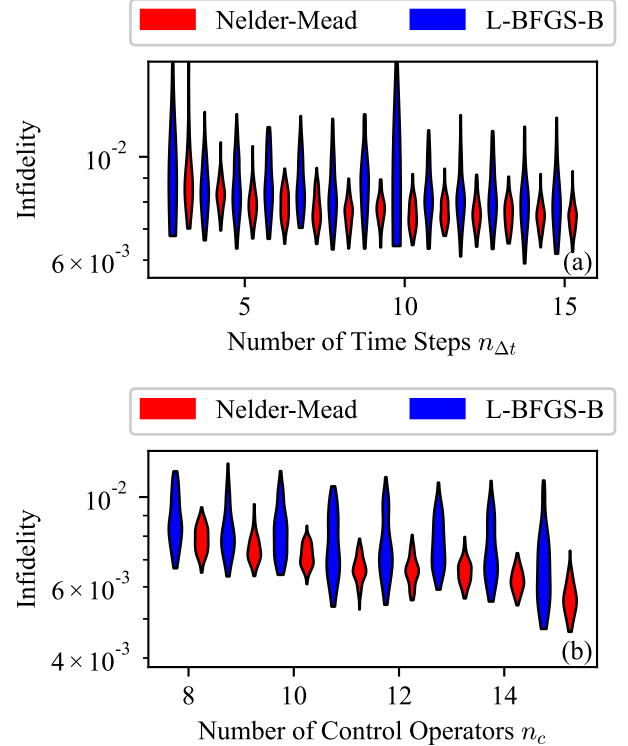 Nelder-Mead L-BFGS-B
10⁻²
Infidelity
6 × 10⁻³
(a)
5 10 15
Number of Time Steps n_Δt
Nelder-Mead L-BFGS-B
10⁻²
Infidelity
6 × 10⁻³
4 × 10⁻³
(b)
8 10 12 14
Number of Control Operators n_c